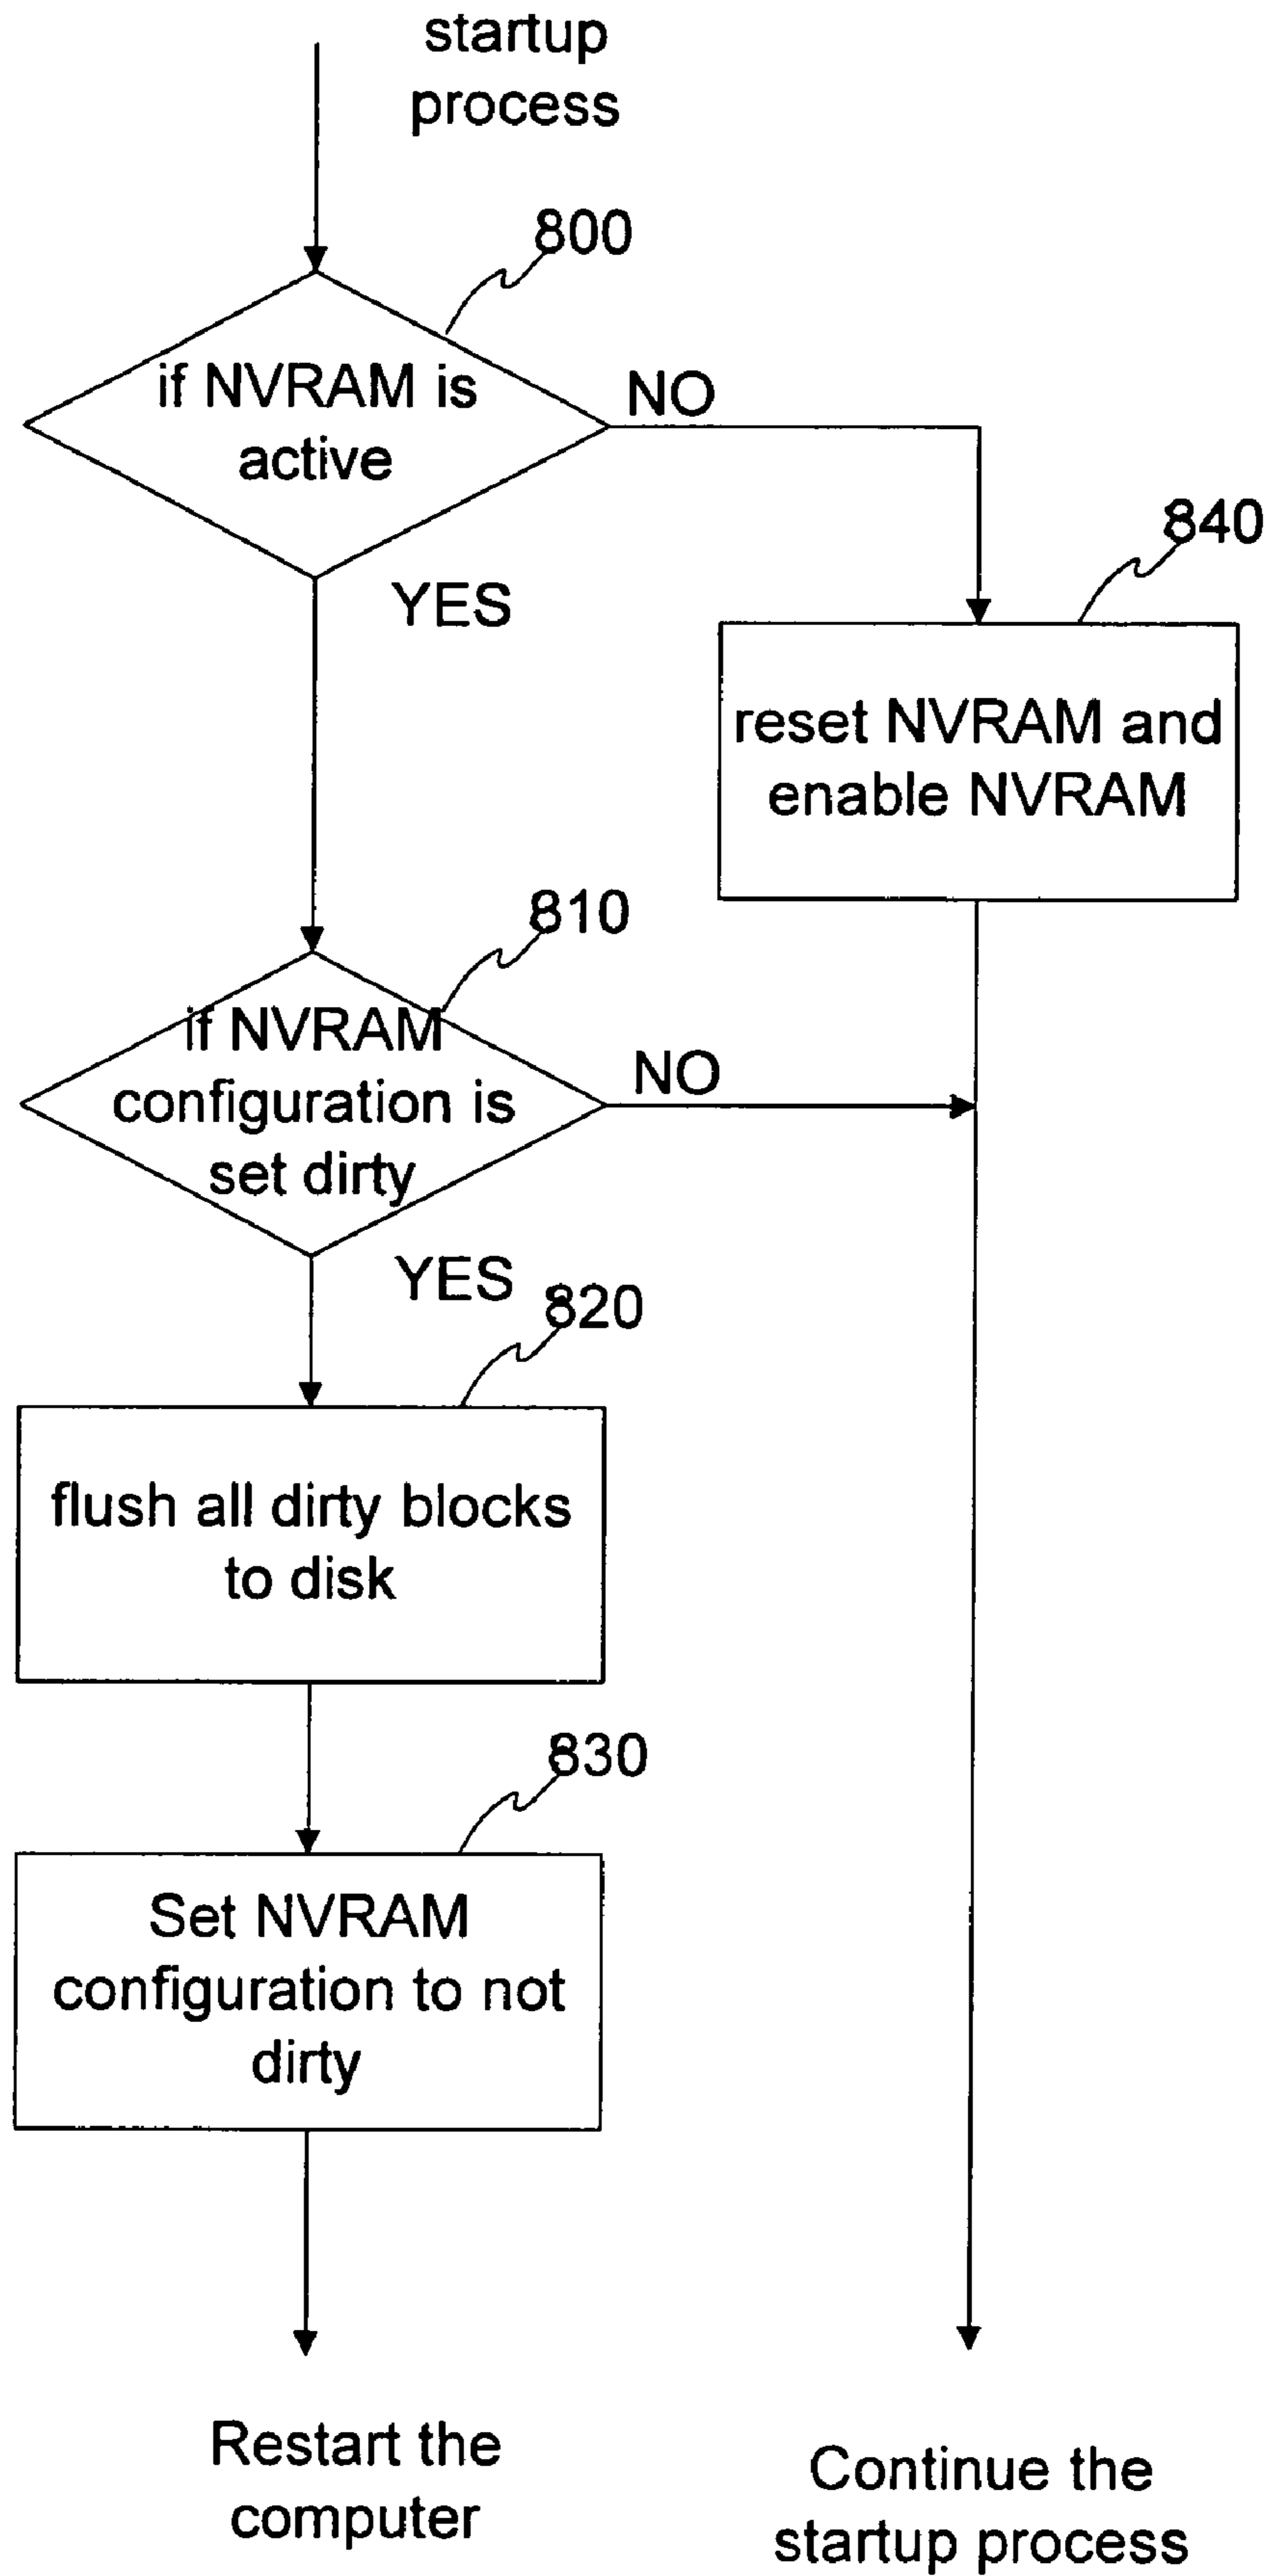 startup
process
800
if NVRAM is
active
NO
YES
840
reset NVRAM and
enable NVRAM
810
if NVRAM
configuration is
set dirty
NO
YES
820
flush all dirty blocks
to disk
830
Set NVRAM
configuration to not
dirty
Restart the
computer
Continue the
startup process